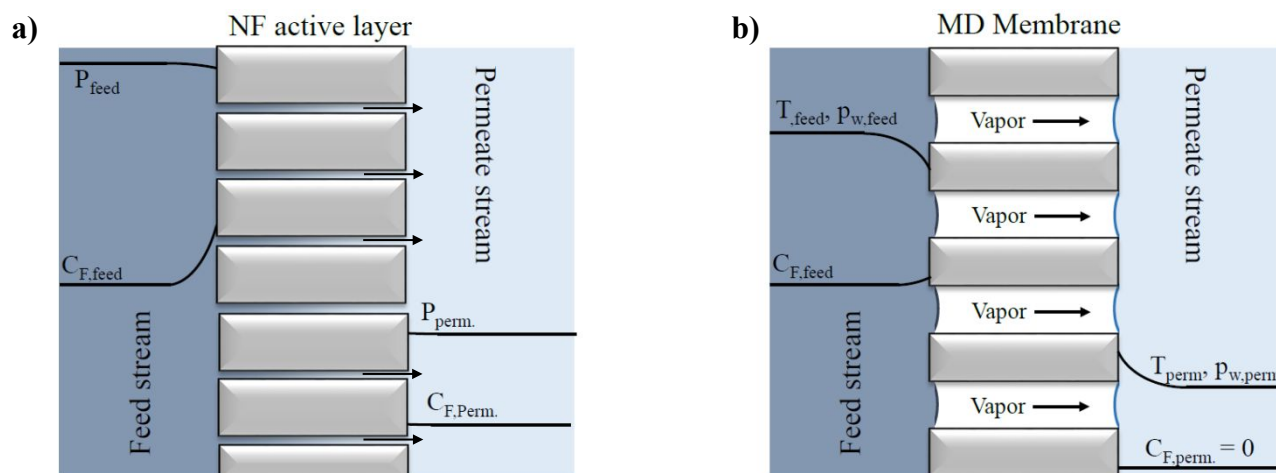 a)
NF active layer
P_feed
C_F,feed
Feed stream
Permeate stream
P_perm.
C_F,Perm.
b)
MD Membrane
T_,feed, p_w,feed
C_F,feed
Feed stream
Vapor
Vapor
Vapor
Vapor
Permeate stream
T_perm, p_w,perm
C_F,perm. = 0